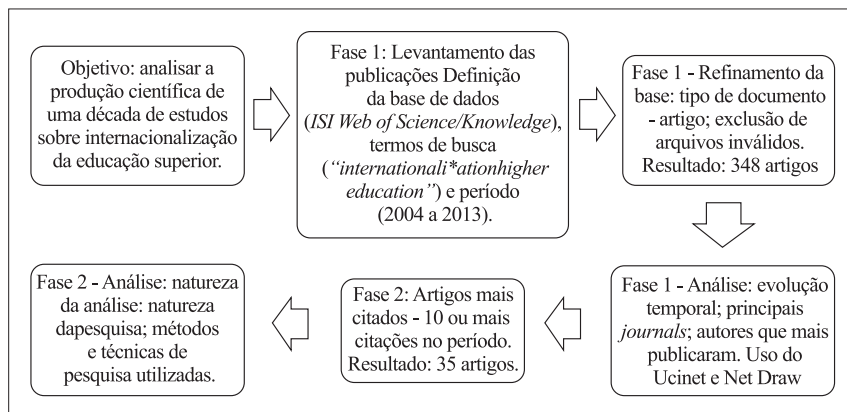 Objetivo: analisar a
produção científica de
uma década de estudos
sobre internacionalização
da educação superior.
Fase 1: Levantamento das
publicações Definição
da base de dados
(ISI Web of Science/Knowledge),
termos de busca
(“internationali*ationhigher
education”) e período
(2004 a 2013).
Fase 1 - Refinamento da
base: tipo de documento
- artigo; exclusão de
arquivos inválidos.
Resultado: 348 artigos
Fase 1 - Análise: evolução
temporal; principais
journals; autores que mais
publicaram. Uso do
Ucinet e Net Draw
Fase 2: Artigos mais
citados - 10 ou mais
citações no período.
Resultado: 35 artigos.
Fase 2 - Análise: natureza
da análise: natureza
dapesquisa; métodos
e técnicas de
pesquisa utilizadas.